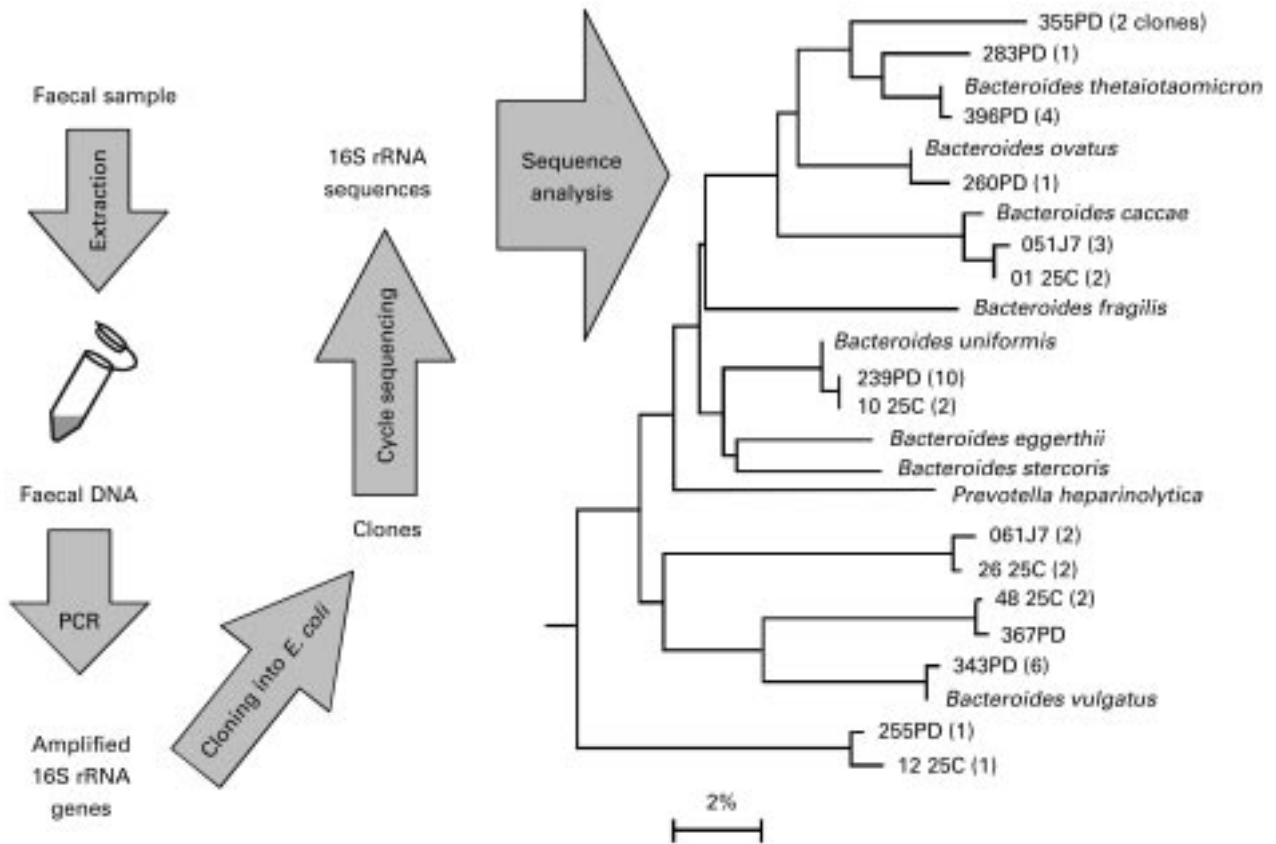 Faecal sample
Extraction
Faecal DNA
PCR
Amplified
16S rRNA
genes
Cloning into E. coli
Clones
Cycle sequencing
16S rRNA
sequences
Sequence
analysis
355PD (2 clones)
283PD (1)
Bacteroides thetaiotaomicron
396PD (4)
Bacteroides ovatus
260PD (1)
Bacteroides caccae
051J7 (3)
01 25C (2)
Bacteroides fragilis
Bacteroides uniformis
239PD (10)
10 25C (2)
Bacteroides eggerthii
Bacteroides stercoris
Prevotella heparinolytica
061J7 (2)
26 25C (2)
48 25C (2)
367PD
343PD (6)
Bacteroides vulgatus
255PD (1)
12 25C (1)
2%